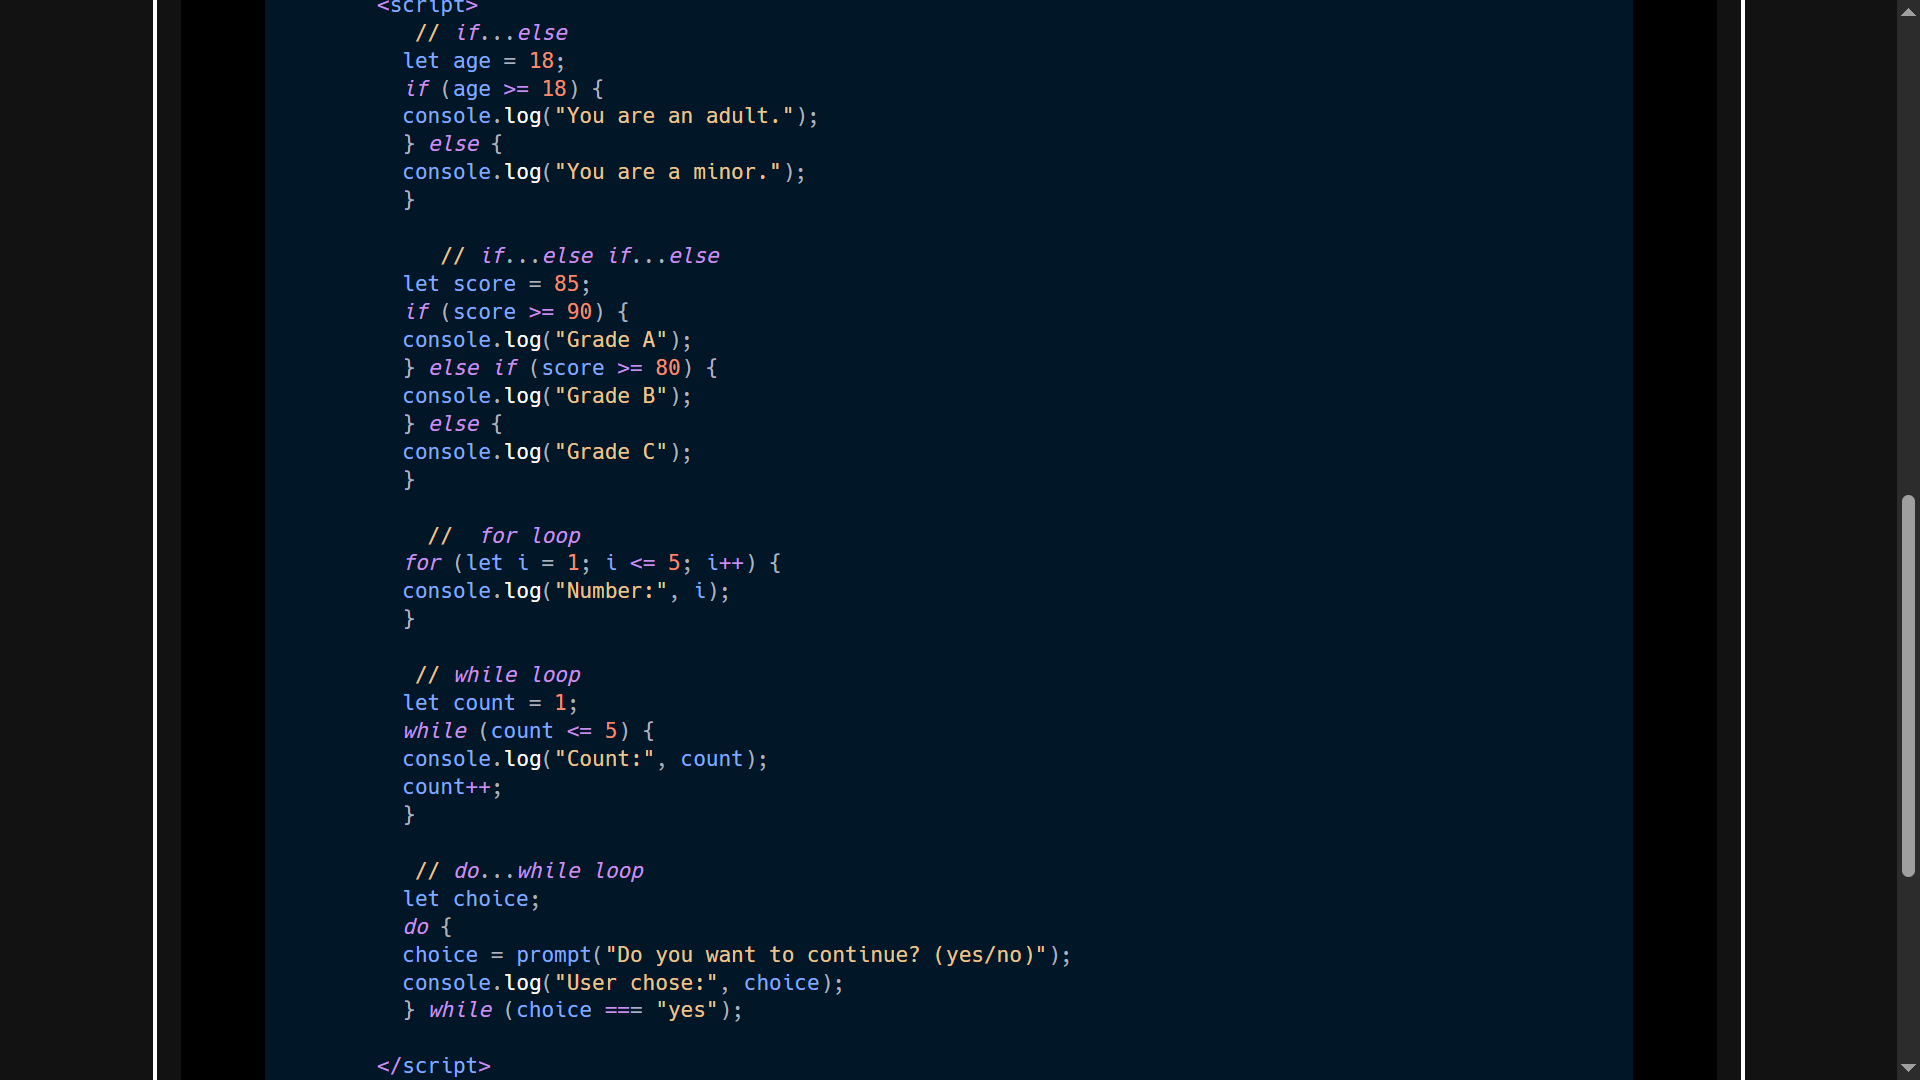 <script>
// if...else
let age = 18;
if (age >= 18) {
console.log("You are an adult.");
} else {
console.log("You are a minor.");
}
// if...else if...else
let score = 85;
if (score >= 90) {
console.log("Grade A");
} else if (score >= 80) {
console.log("Grade B");
} else {
console.log("Grade C");
}
//  for loop
for (let i = 1; i <= 5; i++) {
console.log("Number:", i);
}
// while loop
let count = 1;
while (count <= 5) {
console.log("Count:", count);
count++;
}
// do...while loop
let choice;
do {
choice = prompt("Do you want to continue? (yes/no)");
console.log("User chose:", choice);
} while (choice === "yes");
</script>